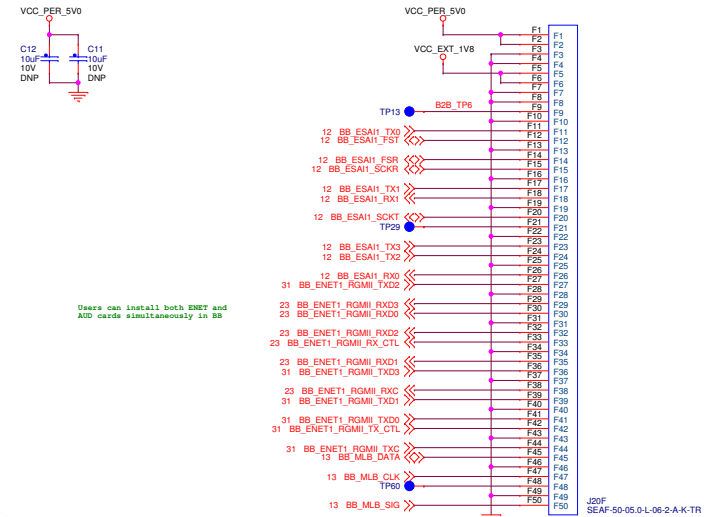 VCC_PER_5V0
C12
10uF
10V
DNP
C11
10uF
10V
DNP
Users can install both ENET and
AUD cards simultaneously in BB
VCC_PER_5V0
VCC_EXT_1V8
F1 F1
F2 F2
F3 F3
F4 F4
F5 F5
F6 F6
F7 F7
F8 F8
TP13 B2B_TP6 F9 F9
F10 F10
12 BB_ESAI1_TX0 F11 F11
12 BB_ESAI1_FST F12 F12
F13 F13
12 BB_ESAI1_FSR F14 F14
12 BB_ESAI1_SCKR F15 F15
F16 F16
12 BB_ESAI1_TX1 F17 F17
12 BB_ESAI1_RX1 F18 F18
F19 F19
12 BB_ESAI1_SCKT F20 F20
TP29 F21 F21
F22 F22
12 BB_ESAI1_TX3 F23 F23
12 BB_ESAI1_TX2 F24 F24
F25 F25
12 BB_ESAI1_RX0 F26 F26
31 BB_ENET1_RGMII_TXD2 F27 F27
F28 F28
23 BB_ENET1_RGMII_RXD3 F29 F29
23 BB_ENET1_RGMII_RXD0 F30 F30
F31 F31
23 BB_ENET1_RGMII_RXD2 F32 F32
23 BB_ENET1_RGMII_RX_CTL F33 F33
F34 F34
23 BB_ENET1_RGMII_RXD1 F35 F35
31 BB_ENET1_RGMII_TXD3 F36 F36
F37 F37
23 BB_ENET1_RGMII_RXC F38 F38
31 BB_ENET1_RGMII_TXD1 F39 F39
F40 F40
31 BB_ENET1_RGMII_TXD0 F41 F41
31 BB_ENET1_RGMII_TX_CTL F42 F42
F43 F43
31 BB_ENET1_RGMII_TXC F44 F44
13 BB_MLB_DATA F45 F45
F46 F46
13 BB_MLB_CLK F47 F47
TP60 F48 F48
F49 F49
13 BB_MLB_SIG F50 F50
J20F
SEAF-50-05.0-L-06-2-A-K-TR